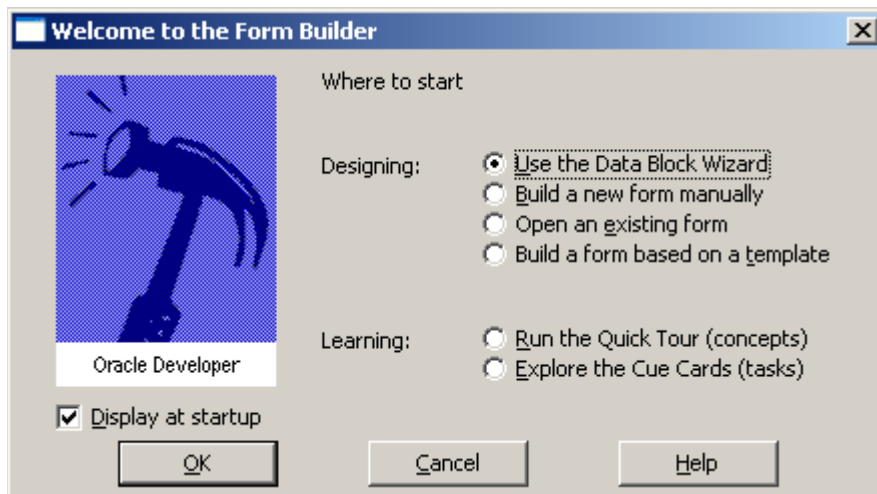 Welcome to the Form Builder
Where to start
Designing:
Use the Data Block Wizard
Build a new form manually
Open an existing form
Build a form based on a template
Learning:
Run the Quick Tour (concepts)
Explore the Cue Cards (tasks)
Oracle Developer
Display at startup
OK Cancel Help